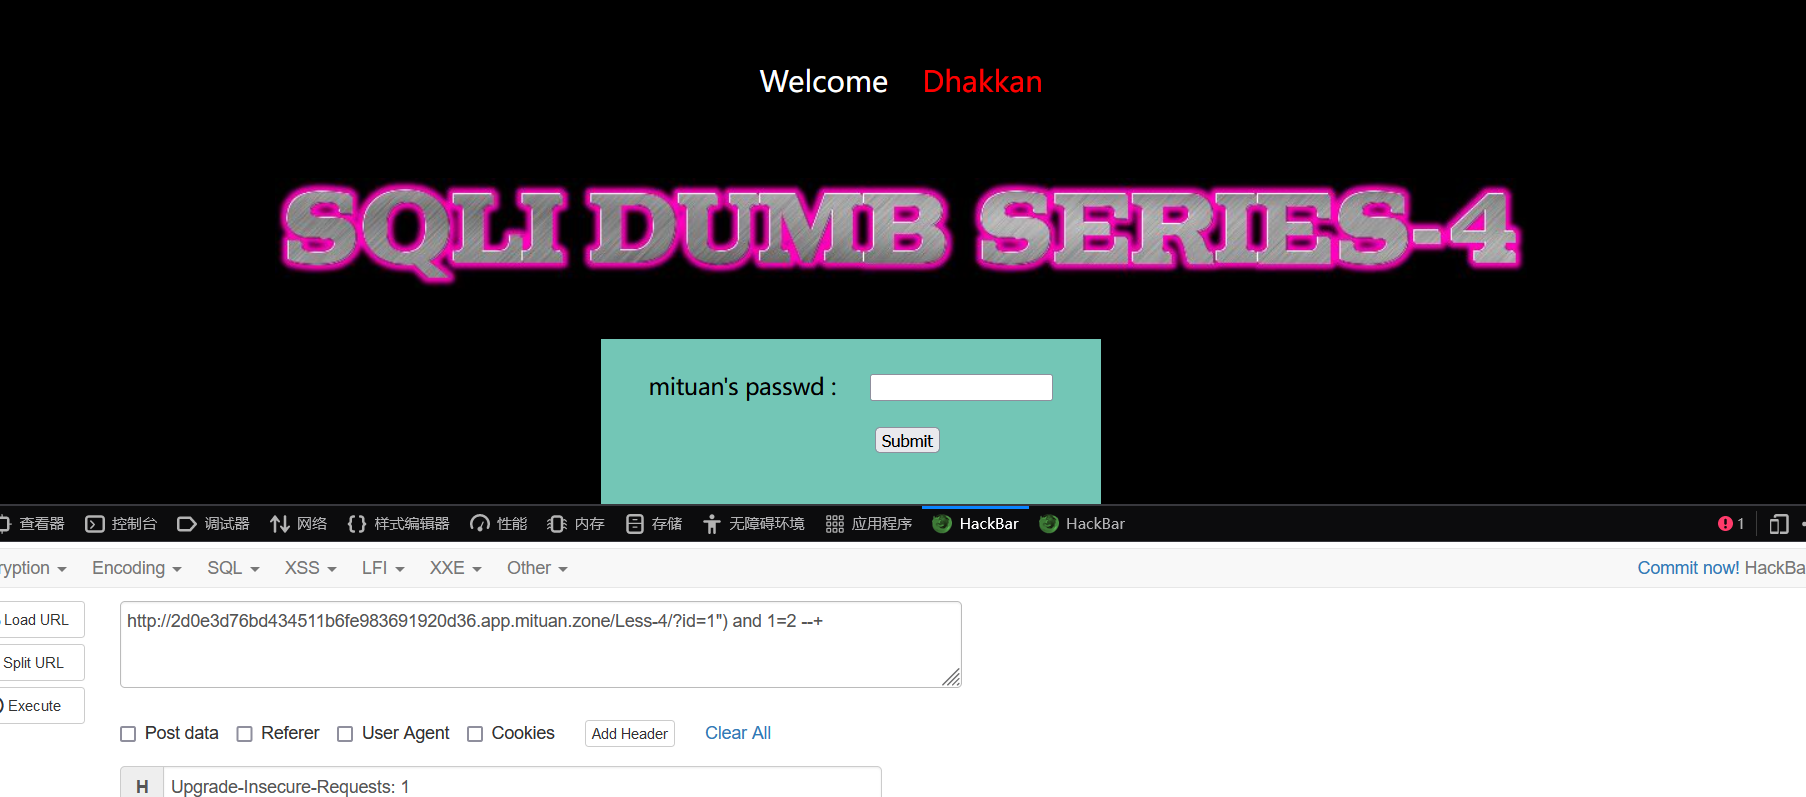 Welcome Dhakkan
SQLI DUMB SERIES-4
mituan's passwd :
Submit
查看器 控制台 调试器 网络 样式编辑器 性能 内存 存储 无障碍环境 应用程序 HackBar HackBar 1
ryption Encoding SQL XSS LFI XXE Other Commit now! HackBa
Load URL
Split URL
Execute
http://2d0e3d76bd434511b6fe983691920d36.app.mituan.zone/Less-4/?id=1") and 1=2 --+
Post data Referer User Agent Cookies Add Header Clear All
H Upgrade-Insecure-Requests: 1